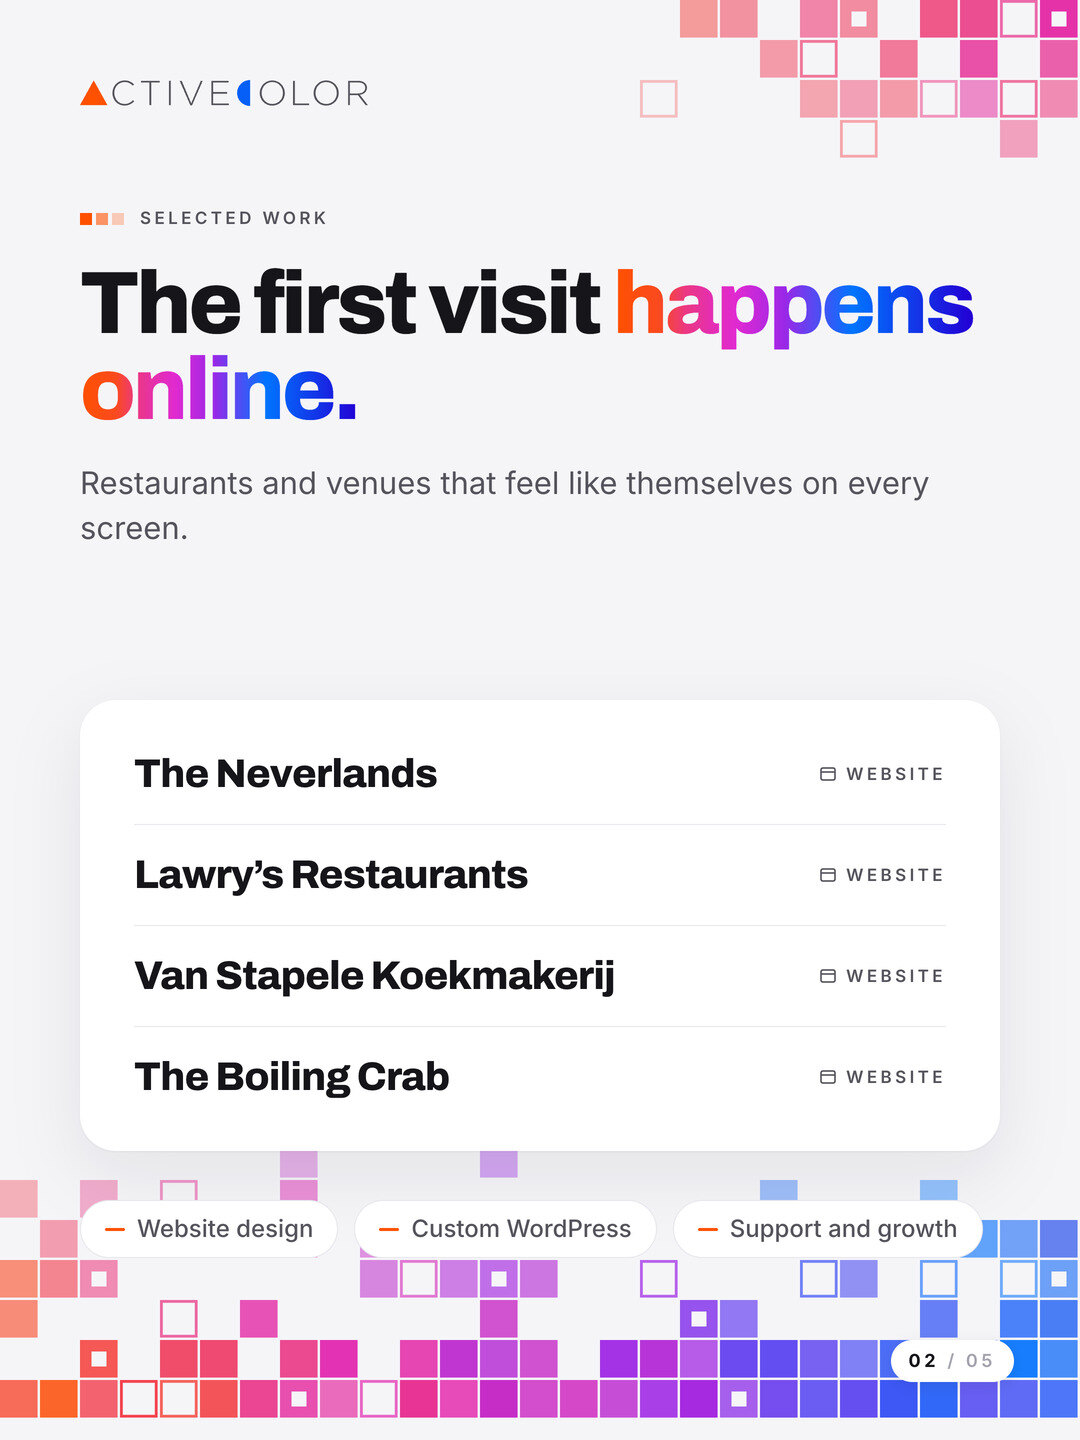 ACTIVECOLOR
SELECTED WORK
The first visit happens
online.
Restaurants and venues that feel like themselves on every
screen.
The Neverlands WEBSITE
Lawry’s Restaurants WEBSITE
Van Stapele Koekmakerij WEBSITE
The Boiling Crab WEBSITE
— Website design — Custom WordPress — Support and growth
02 / 05